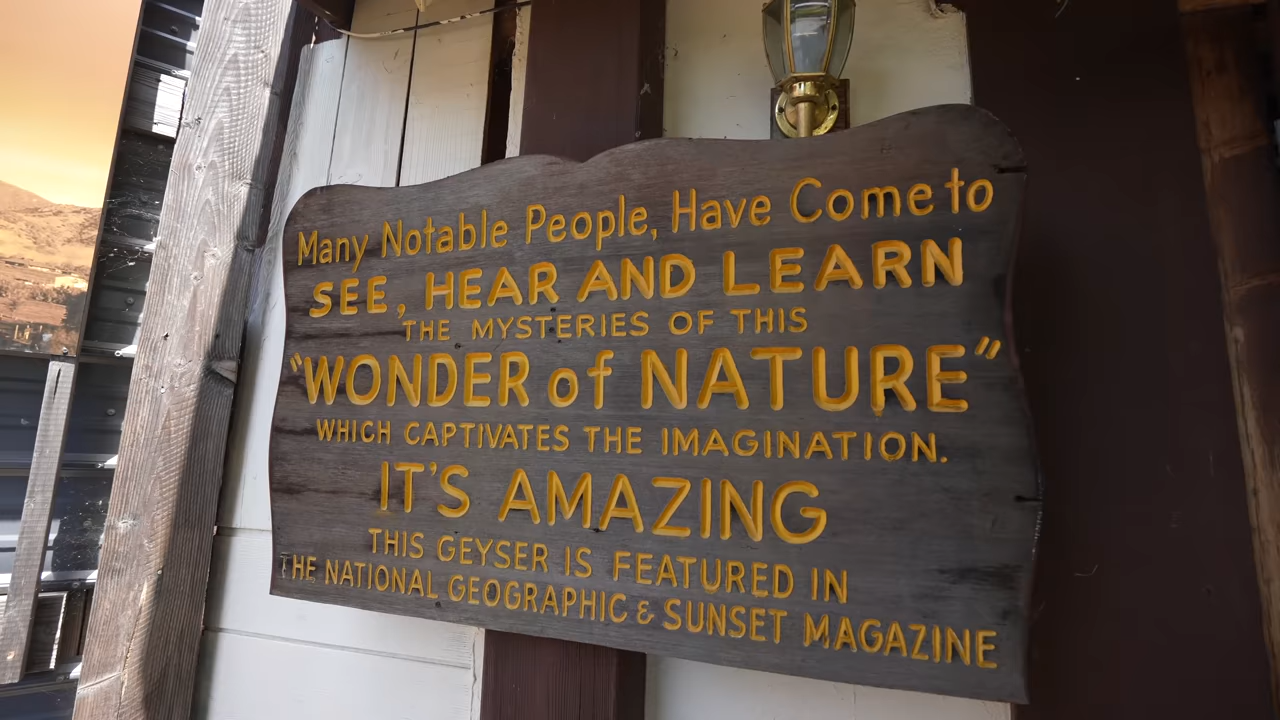 Many Notable People, Have Come to
SEE, HEAR AND LEARN
THE MYSTERIES OF THIS
"WONDER of NATURE"
WHICH CAPTIVATES THE IMAGINATION.
IT'S AMAZING
THIS GEYSER IS FEATURED IN
THE NATIONAL GEOGRAPHIC & SUNSET MAGAZINE